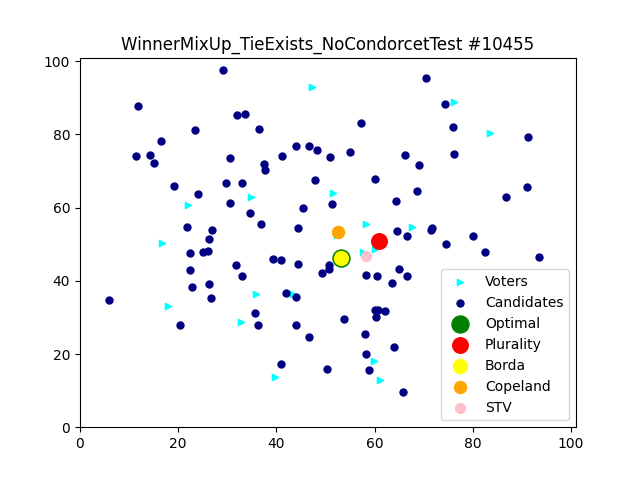 WinnerMixUp_TieExists_NoCondorcetTest #10455
100
80
60
40
20
0
0
20
40
60
80
100
Voters
Candidates
Optimal
Plurality
Borda
Copeland
STV